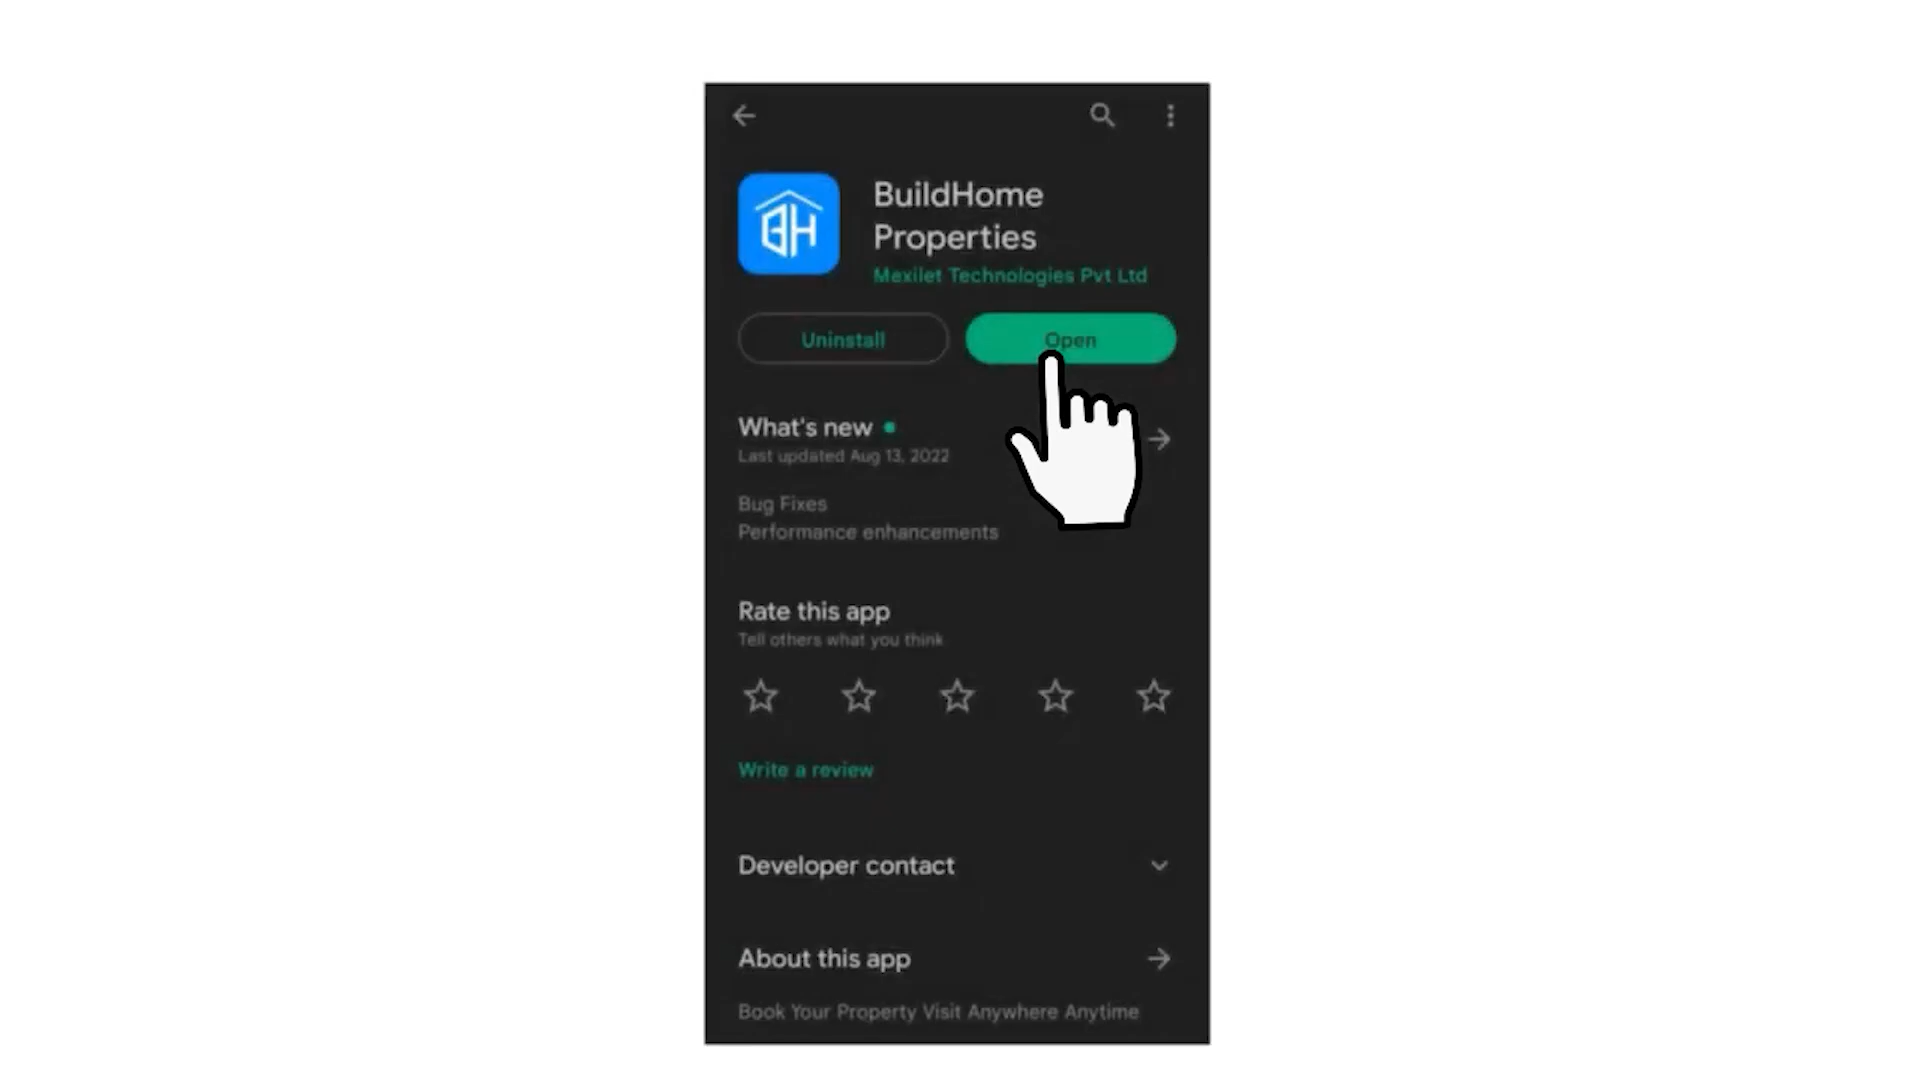 BuildHome
Properties
Mexilet Technologies Pvt Ltd
BH
Uninstall
Open
What's new
Last updated Aug 13, 2022
Bug Fixes
Performance enhancements
Rate this app
Tell others what you think
Write a review
Developer contact
About this app
Book Your Property Visit Anywhere Anytime